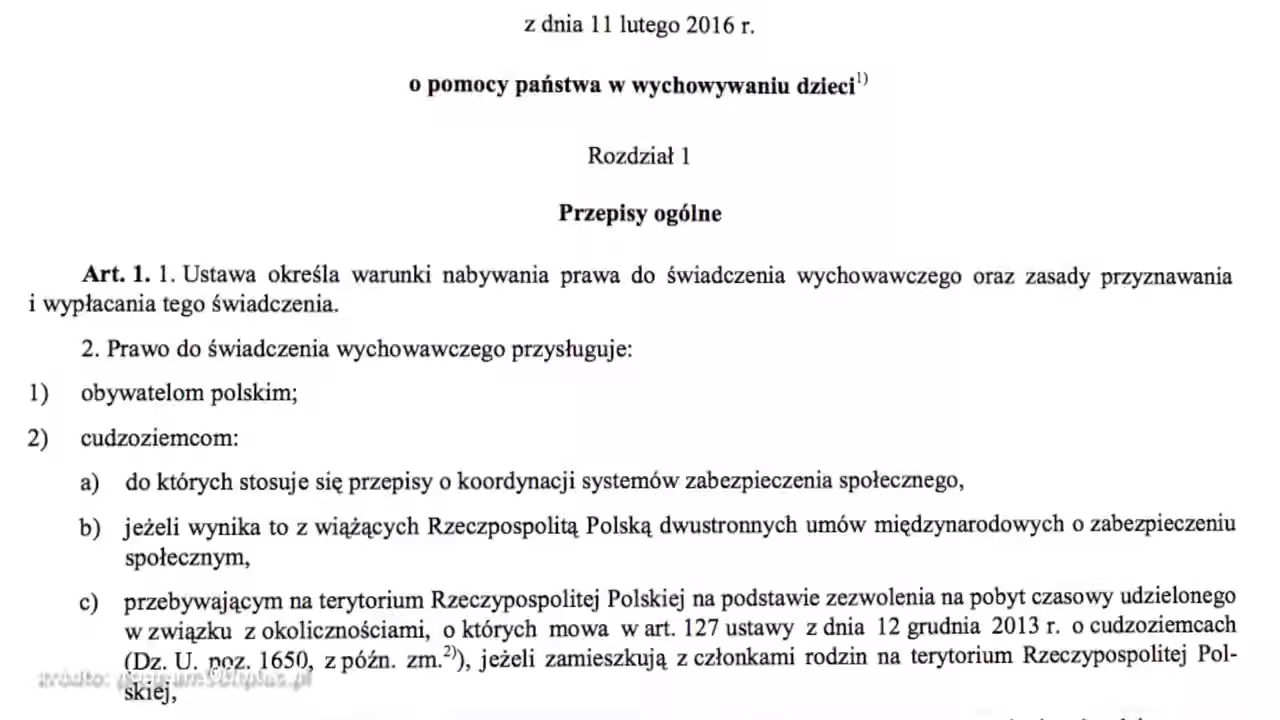 z dnia 11 lutego 2016 r.
o pomocy państwa w wychowywaniu dzieci1)
Rozdział 1
Przepisy ogólne
Art. 1. 1. Ustawa określa warunki nabywania prawa do świadczenia wychowawczego oraz zasady przyznawania
i wypłacania tego świadczenia.
2. Prawo do świadczenia wychowawczego przysługuje:
1) obywatelom polskim;
2) cudzoziemcom:
a) do których stosuje się przepisy o koordynacji systemów zabezpieczenia społecznego,
b) jeżeli wynika to z wiążących Rzeczpospolitą Polską dwustronnych umów międzynarodowych o zabezpieczeniu
społecznym,
c) przebywającym na terytorium Rzeczypospolitej Polskiej na podstawie zezwolenia na pobyt czasowy udzielonego
w związku z okolicznościami, o których mowa w art. 127 ustawy z dnia 12 grudnia 2013 r. o cudzoziemcach
(Dz. U. poz. 1650, z późn. zm.2)), jeżeli zamieszkują z członkami rodzin na terytorium Rzeczypospolitej Pol-
skiej,
źródło: